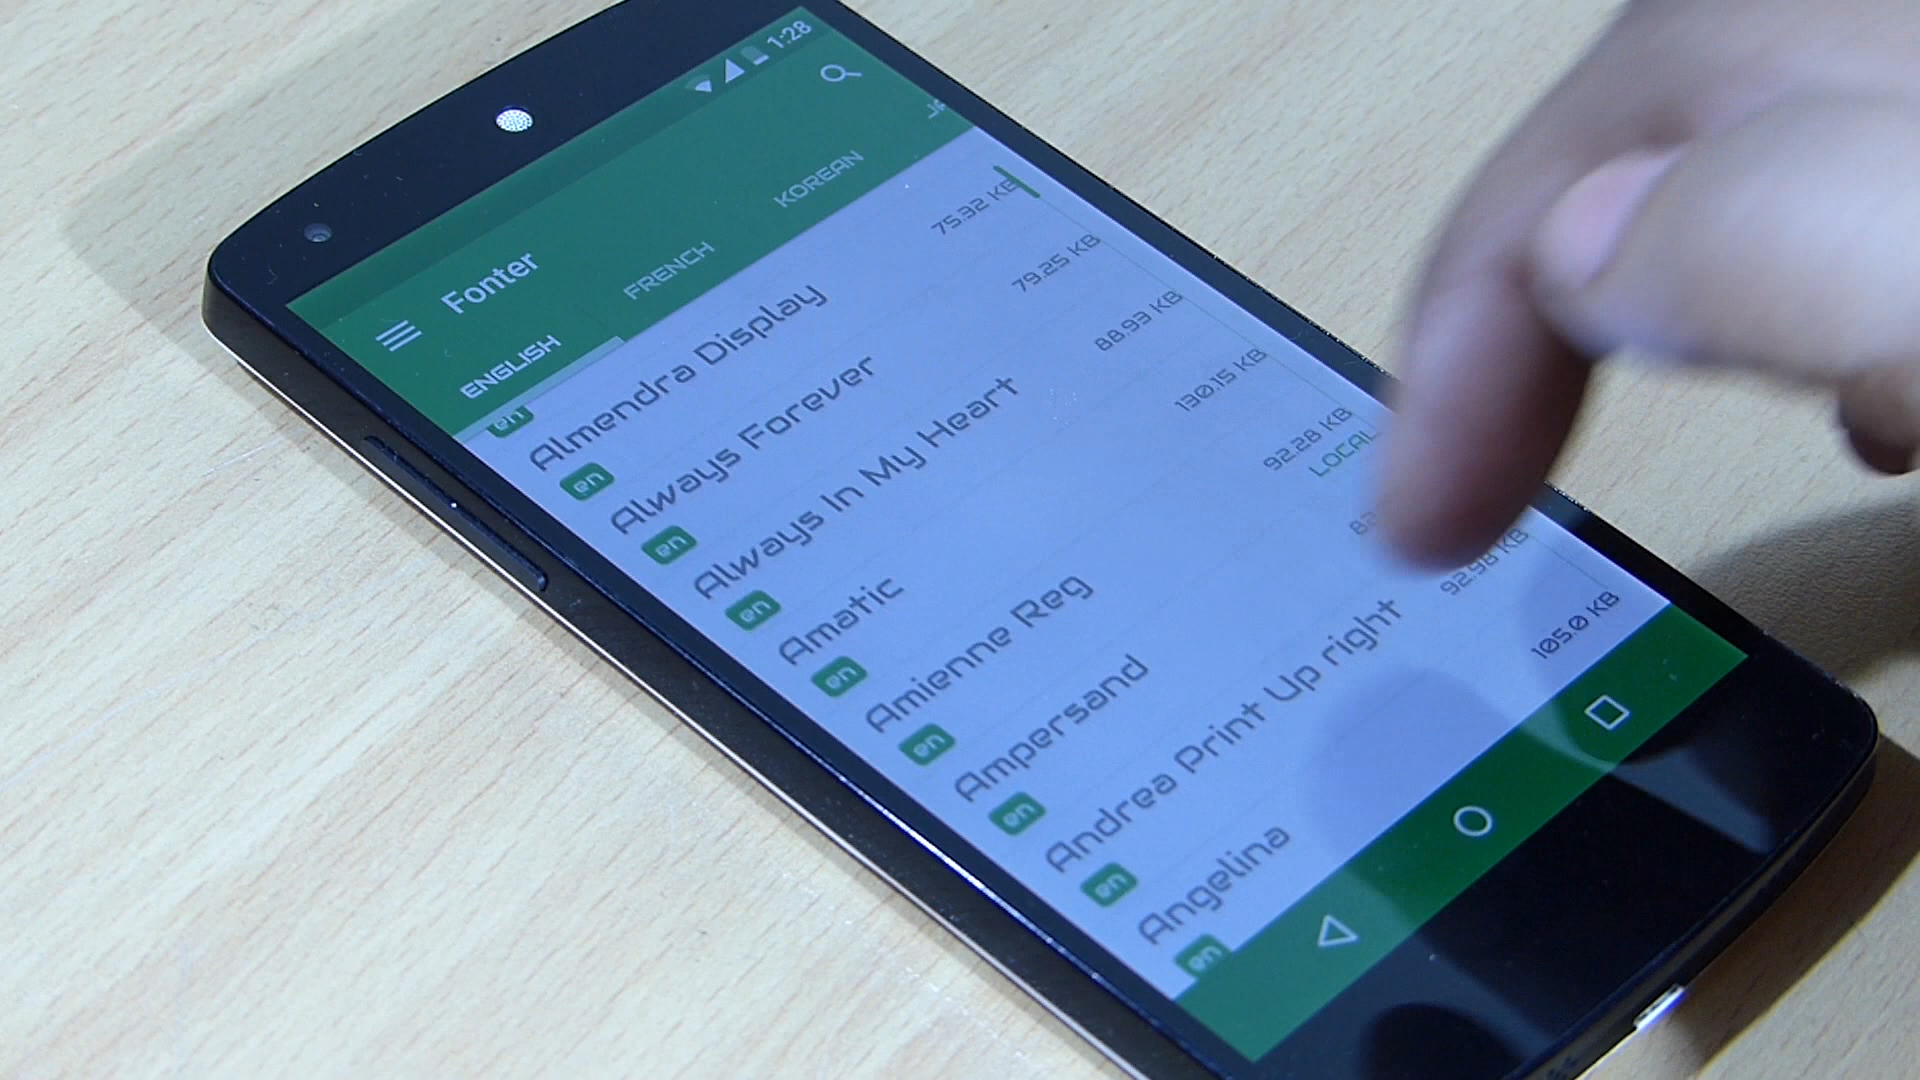 1:28
Fonter
ENGLISH FRENCH KOREAN
75.32 KB
en
Almendra Display 79.25 KB
en
Always Forever 88.93 KB
en
Always In My Heart 130.15 KB
en
Amatic 92.28 KB
LOCAL
en
Amienne Reg
en
Ampersand 92.98 KB
en
Andrea Print Up right 105.0 KB
en
Angelina
en